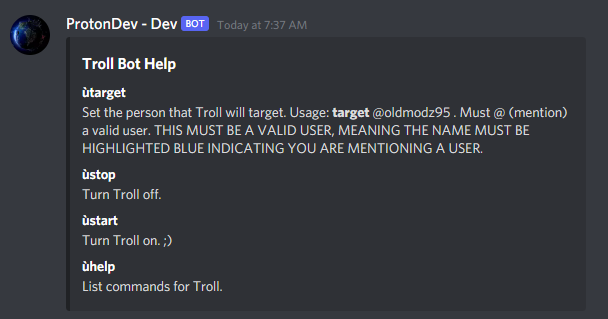 ProtonDev - Dev BOT Today at 7:37 AM
Troll Bot Help
ùtarget
Set the person that Troll will target. Usage: target @oldmodz95 . Must @ (mention)
a valid user. THIS MUST BE A VALID USER, MEANING THE NAME MUST BE
HIGHLIGHTED BLUE INDICATING YOU ARE MENTIONING A USER.
ùstop
Turn Troll off.
ùstart
Turn Troll on. ;)
ùhelp
List commands for Troll.